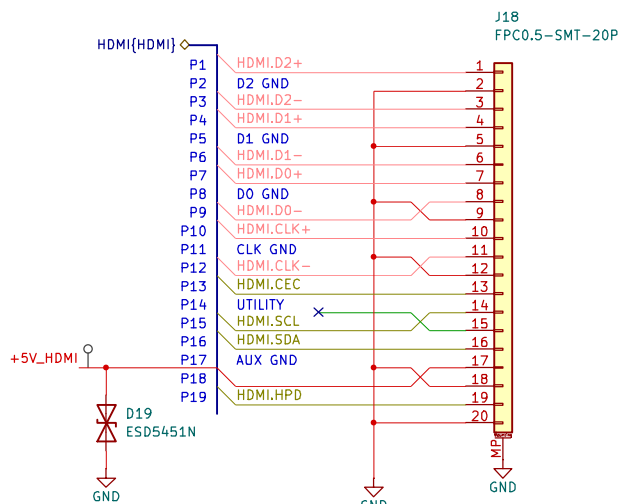 J18
FPC0.5-SMT-20P
HDMI{HDMI}
P1 HDMI.D2+ 1
P2 D2 GND 2
P3 HDMI.D2- 3
P4 HDMI.D1+ 4
P5 D1 GND 5
P6 HDMI.D1- 6
P7 HDMI.D0+ 7
P8 D0 GND 8
P9 HDMI.D0- 9
P10 HDMI.CLK+ 10
P11 CLK GND 11
P12 HDMI.CLK- 12
P13 HDMI.CEC 13
P14 UTILITY 14
P15 HDMI.SCL 15
P16 HDMI.SDA 16
+5V_HDMI P17 AUX GND 17
P18 18
P19 HDMI.HPD 19
D19 20
ESD5451N
MP
GND
GND
GND